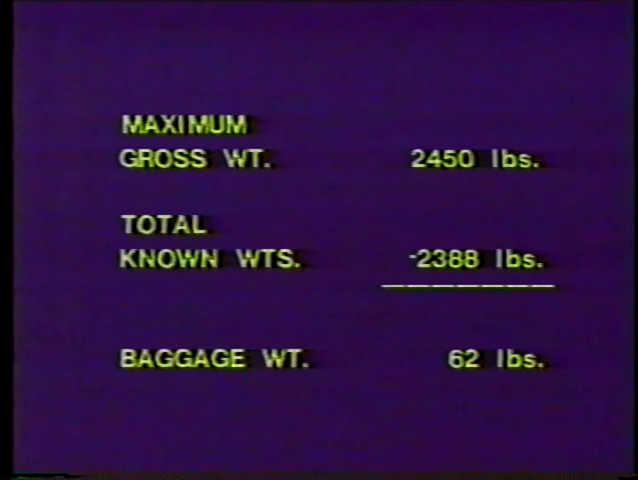 MAXIMUM
GROSS WT. 2450 lbs.
TOTAL
KNOWN WTS. -2388 lbs.
BAGGAGE WT. 62 lbs.